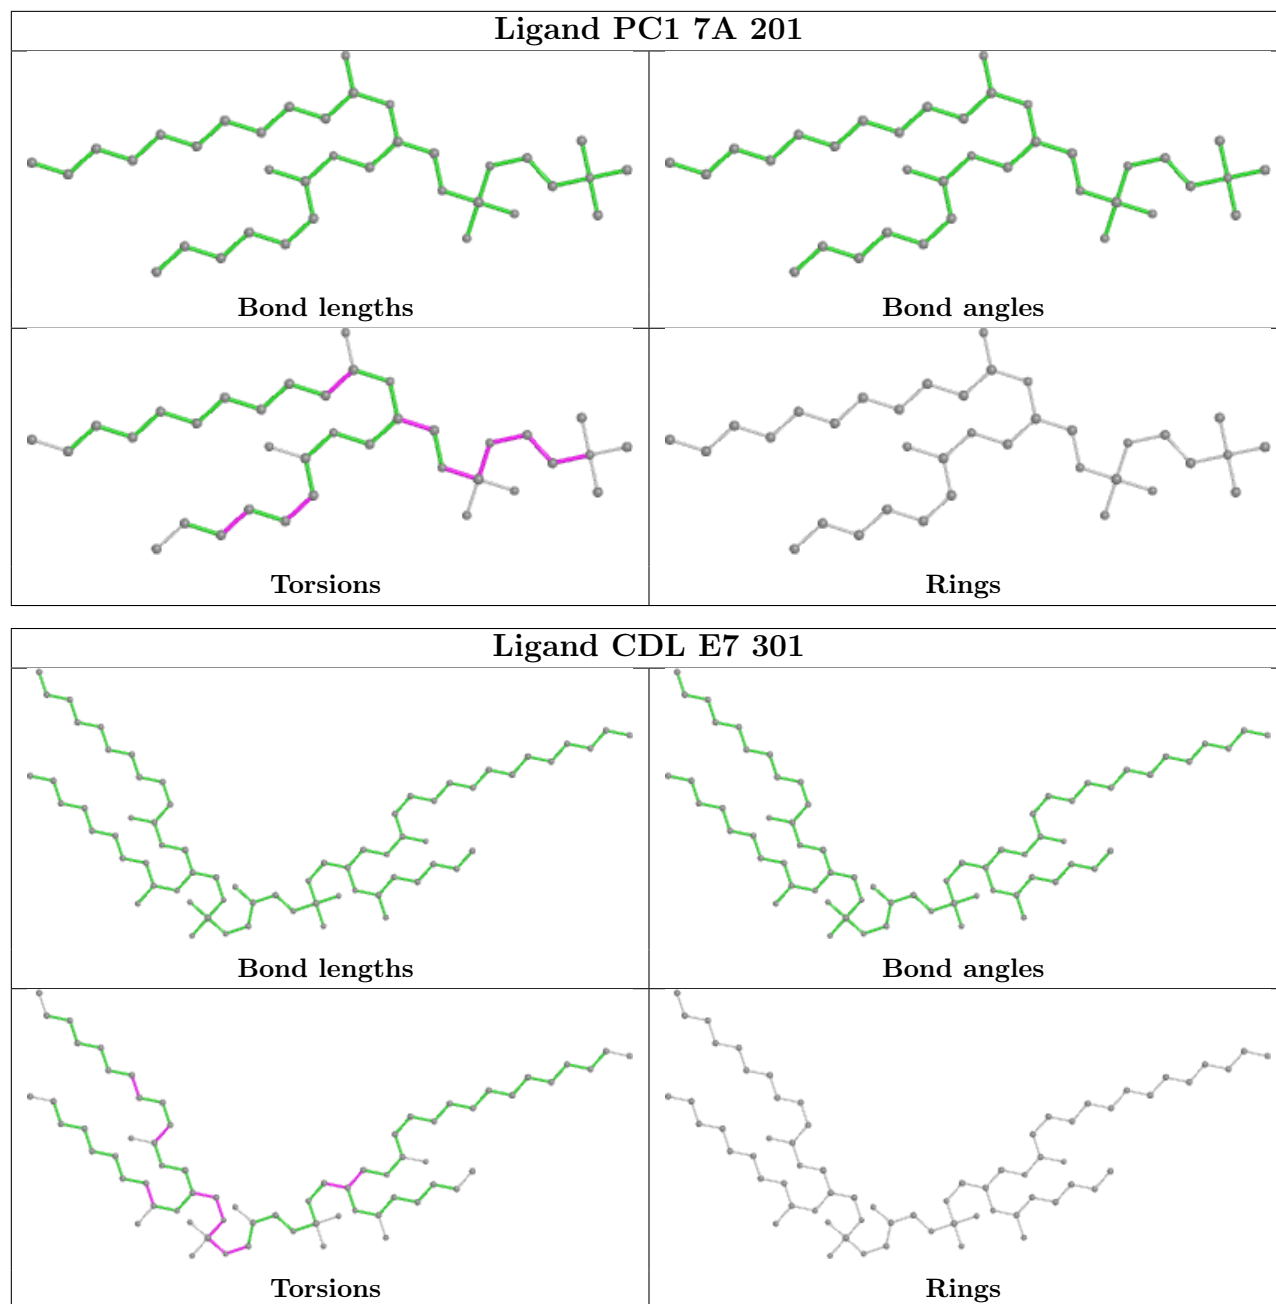 Ligand PC1 7A 201
Bond lengths
Bond angles
Torsions
Rings
Ligand CDL E7 301
Bond lengths
Bond angles
Torsions
Rings